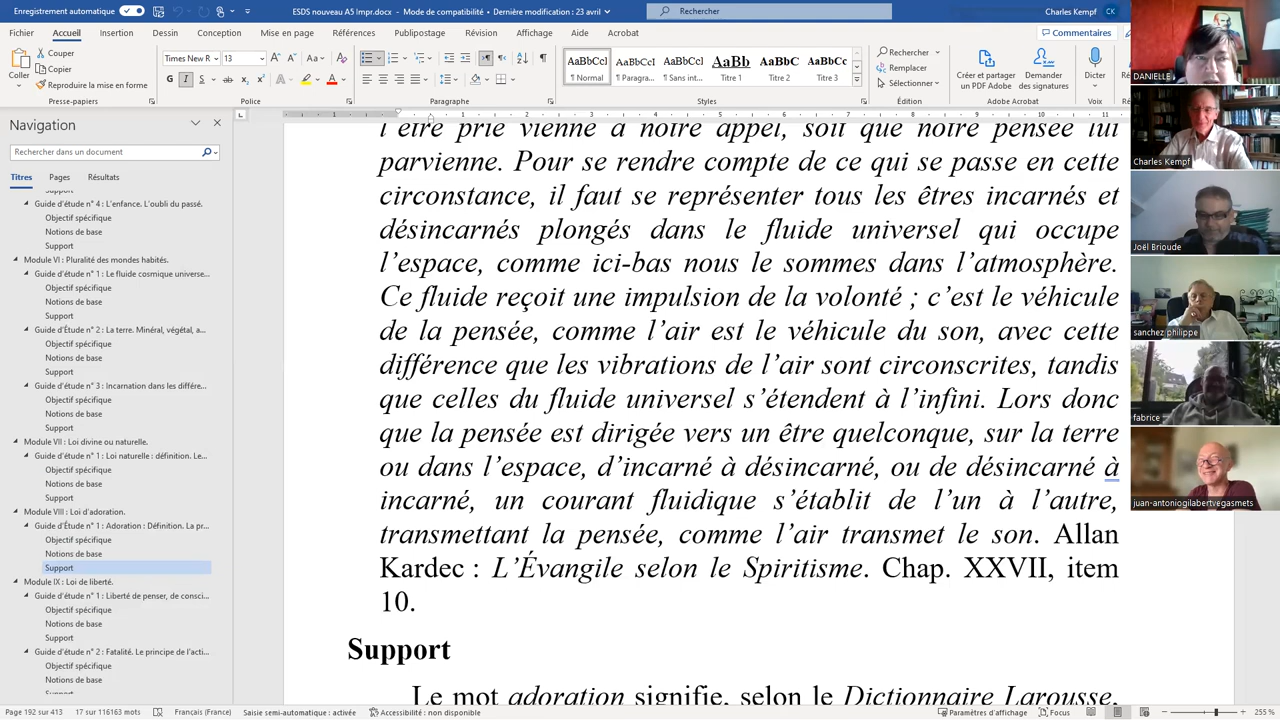 Enregistrement automatique
ESDS nouveau A5 Impr.docx - Mode de compatibilité • Dernière modification : 23 avril
Rechercher
Charles Kempf
CK
Fichier Accueil Insertion Dessin Conception Mise en page Références Publipostage Révision Affichage Aide Acrobat
Commentaires
Coller
Couper
Copier
Reproduire la mise en forme
Presse-papiers
Times New R
13
Police
Paragraphe
AaBbCcI AaBbCcI AaBbCcI AaBb AaBbC AaBbCc
¶ Normal ¶ Paragra... ¶ Sans int... Titre 1 Titre 2 Titre 3
Styles
Rechercher
Remplacer
Sélectionner
Édition
Créer et partager un PDF Adobe
Demander des signatures
Adobe Acrobat
Dicter
Voix
Navigation
Rechercher dans un document
Titres Pages Résultats
Support
Guide d'étude n° 4 : L'enfance. L'oubli du passé.
Objectif spécifique
Notions de base
Support
Module VI : Pluralité des mondes habités.
Guide d'étude n° 1 : Le fluide cosmique universe...
Objectif spécifique
Notions de base
Support
Guide d'Étude n° 2 : La terre. Minéral, végétal, a...
Objectif spécifique
Notions de base
Support
Guide d'étude n° 3 : Incarnation dans les différe...
Objectif spécifique
Notions de base
Support
Module VII : Loi divine ou naturelle.
Guide d'étude n° 1 : Loi naturelle : définition. Le...
Objectif spécifique
Notions de base
Support
Module VIII : Loi d'adoration.
Guide d'Étude n° 1 : Adoration : Définition. La pr...
Objectif spécifique
Notions de base
Support
Module IX : Loi de liberté.
Guide d'étude n° 1 : Liberté de penser, de consci...
Objectif spécifique
Notions de base
Support
Guide d'étude n° 2 : Fatalité. Le principe de l'acti...
Objectif spécifique
Notions de base
Support
l'être prié vienne à notre appel, soit que notre pensée lui
parvienne. Pour se rendre compte de ce qui se passe en cette
circonstance, il faut se représenter tous les êtres incarnés et
désincarnés plongés dans le fluide universel qui occupe
l'espace, comme ici-bas nous le sommes dans l'atmosphère.
Ce fluide reçoit une impulsion de la volonté ; c'est le véhicule
de la pensée, comme l'air est le véhicule du son, avec cette
différence que les vibrations de l'air sont circonscrites, tandis
que celles du fluide universel s'étendent à l'infini. Lors donc
que la pensée est dirigée vers un être quelconque, sur la terre
ou dans l'espace, d'incarné à désincarné, ou de désincarné à
incarné, un courant fluidique s'établit de l'un à l'autre,
transmettant la pensée, comme l'air transmet le son. Allan
Kardec : L'Évangile selon le Spiritisme. Chap. XXVII, item
10.
Support
Le mot adoration signifie, selon le Dictionnaire Larousse,
DANIELLE
Charles Kempf
Joël Brioude
sanchez philippe
fabrice
juan-antoniogilabertvegasmets
Page 192 sur 413 17 sur 116163 mots Français (France) Saisie semi-automatique : activée Accessibilité : non disponible Paramètres d'affichage Focus 255 %